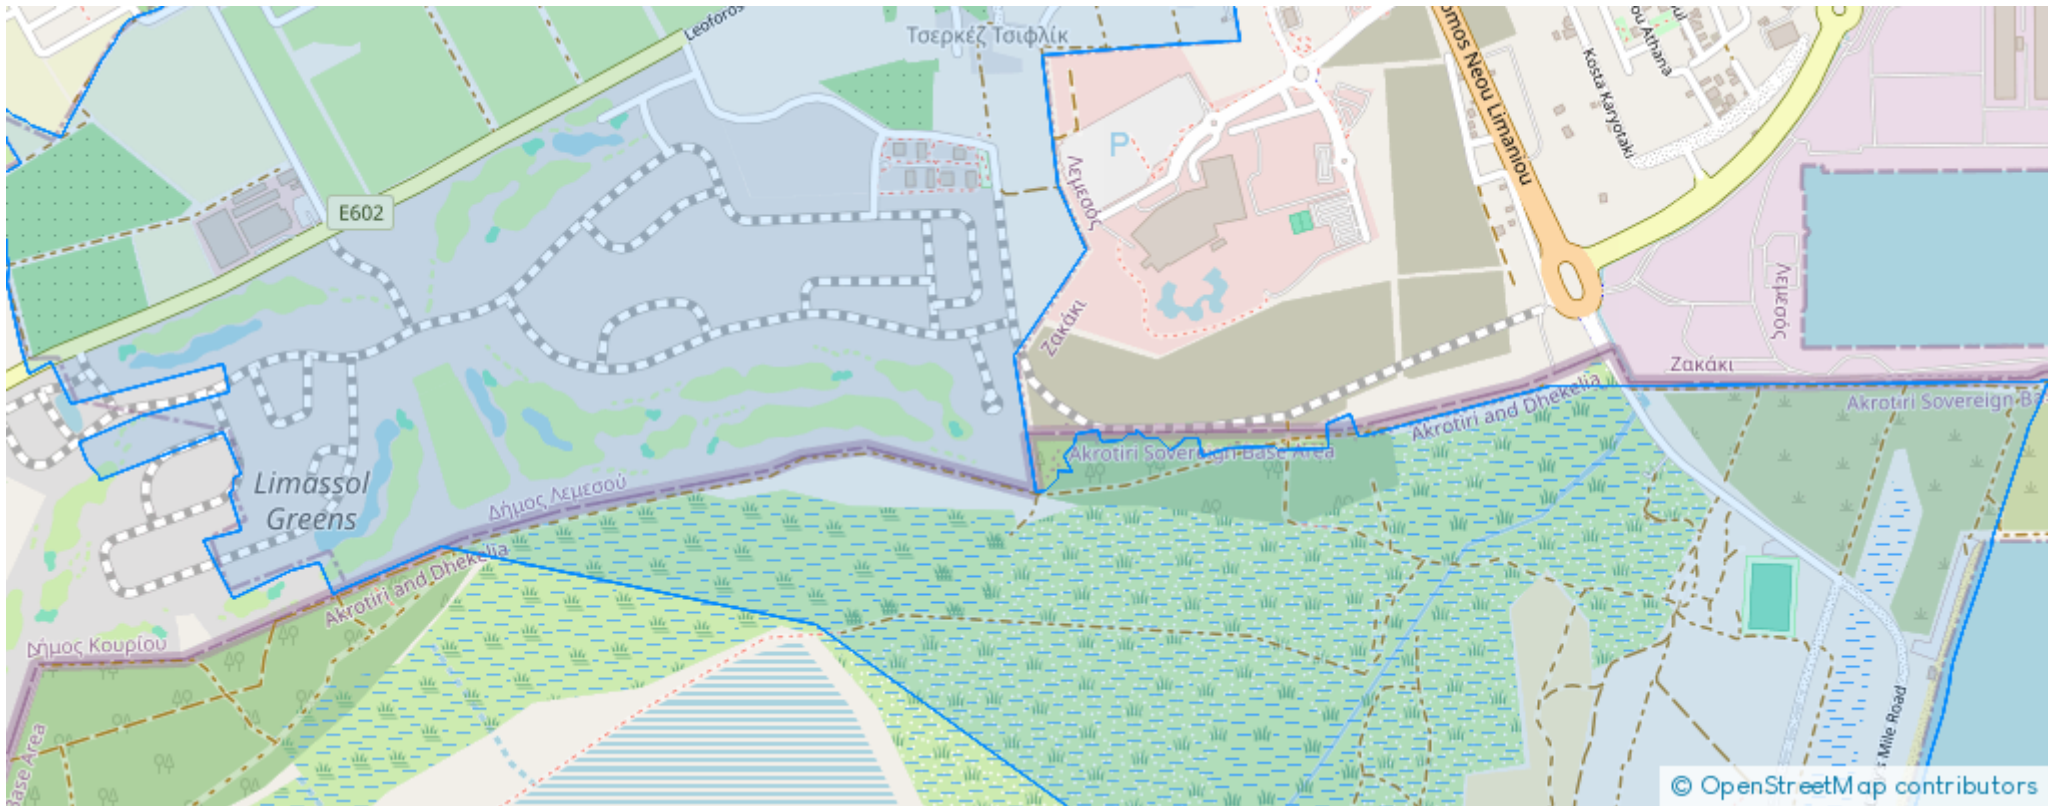 Leoforos
Τσερκέζ Τσιφλίκ
omos Neou Limaniou
Kosta Karyotaki
ou Athana
P
Λεμεσός
E602
Λεμεσός
Ζακάκι
Ζακάκι
Akrotiri and Dhekelia
Akrotiri Sovereign Ba
Akrotiri Sovereign Base Area
Limassol
Greens
Δήμος Λεμεσού
Akrotiri and Dhekelia
Δήμος Κουρίου
Base Area
s Mile Road
© OpenStreetMap contributors